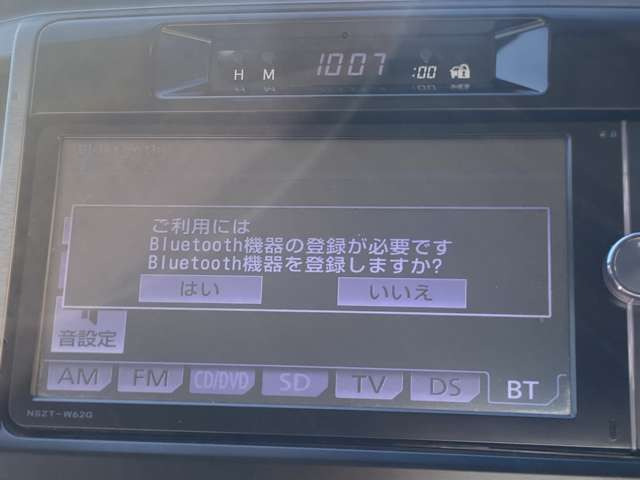 H M 1007 :00
ご利用には
Bluetooth機器の登録が必要です
Bluetooth機器を登録しますか?
はい いいえ
音設定
AM FM CD/DVD SD TV DS BT
NSZT-W62G